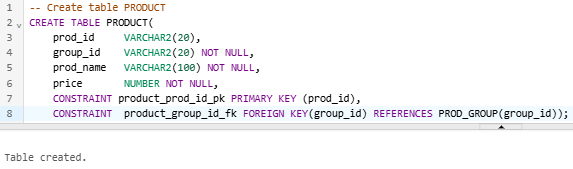 1 -- Create table PRODUCT
2 CREATE TABLE PRODUCT(
3 prod_id VARCHAR2(20),
4 group_id VARCHAR2(20) NOT NULL,
5 prod_name VARCHAR2(100) NOT NULL,
6 price NUMBER NOT NULL,
7 CONSTRAINT product_prod_id_pk PRIMARY KEY (prod_id),
8 CONSTRAINT product_group_id_fk FOREIGN KEY(group_id) REFERENCES PROD_GROUP(group_id));
Table created.